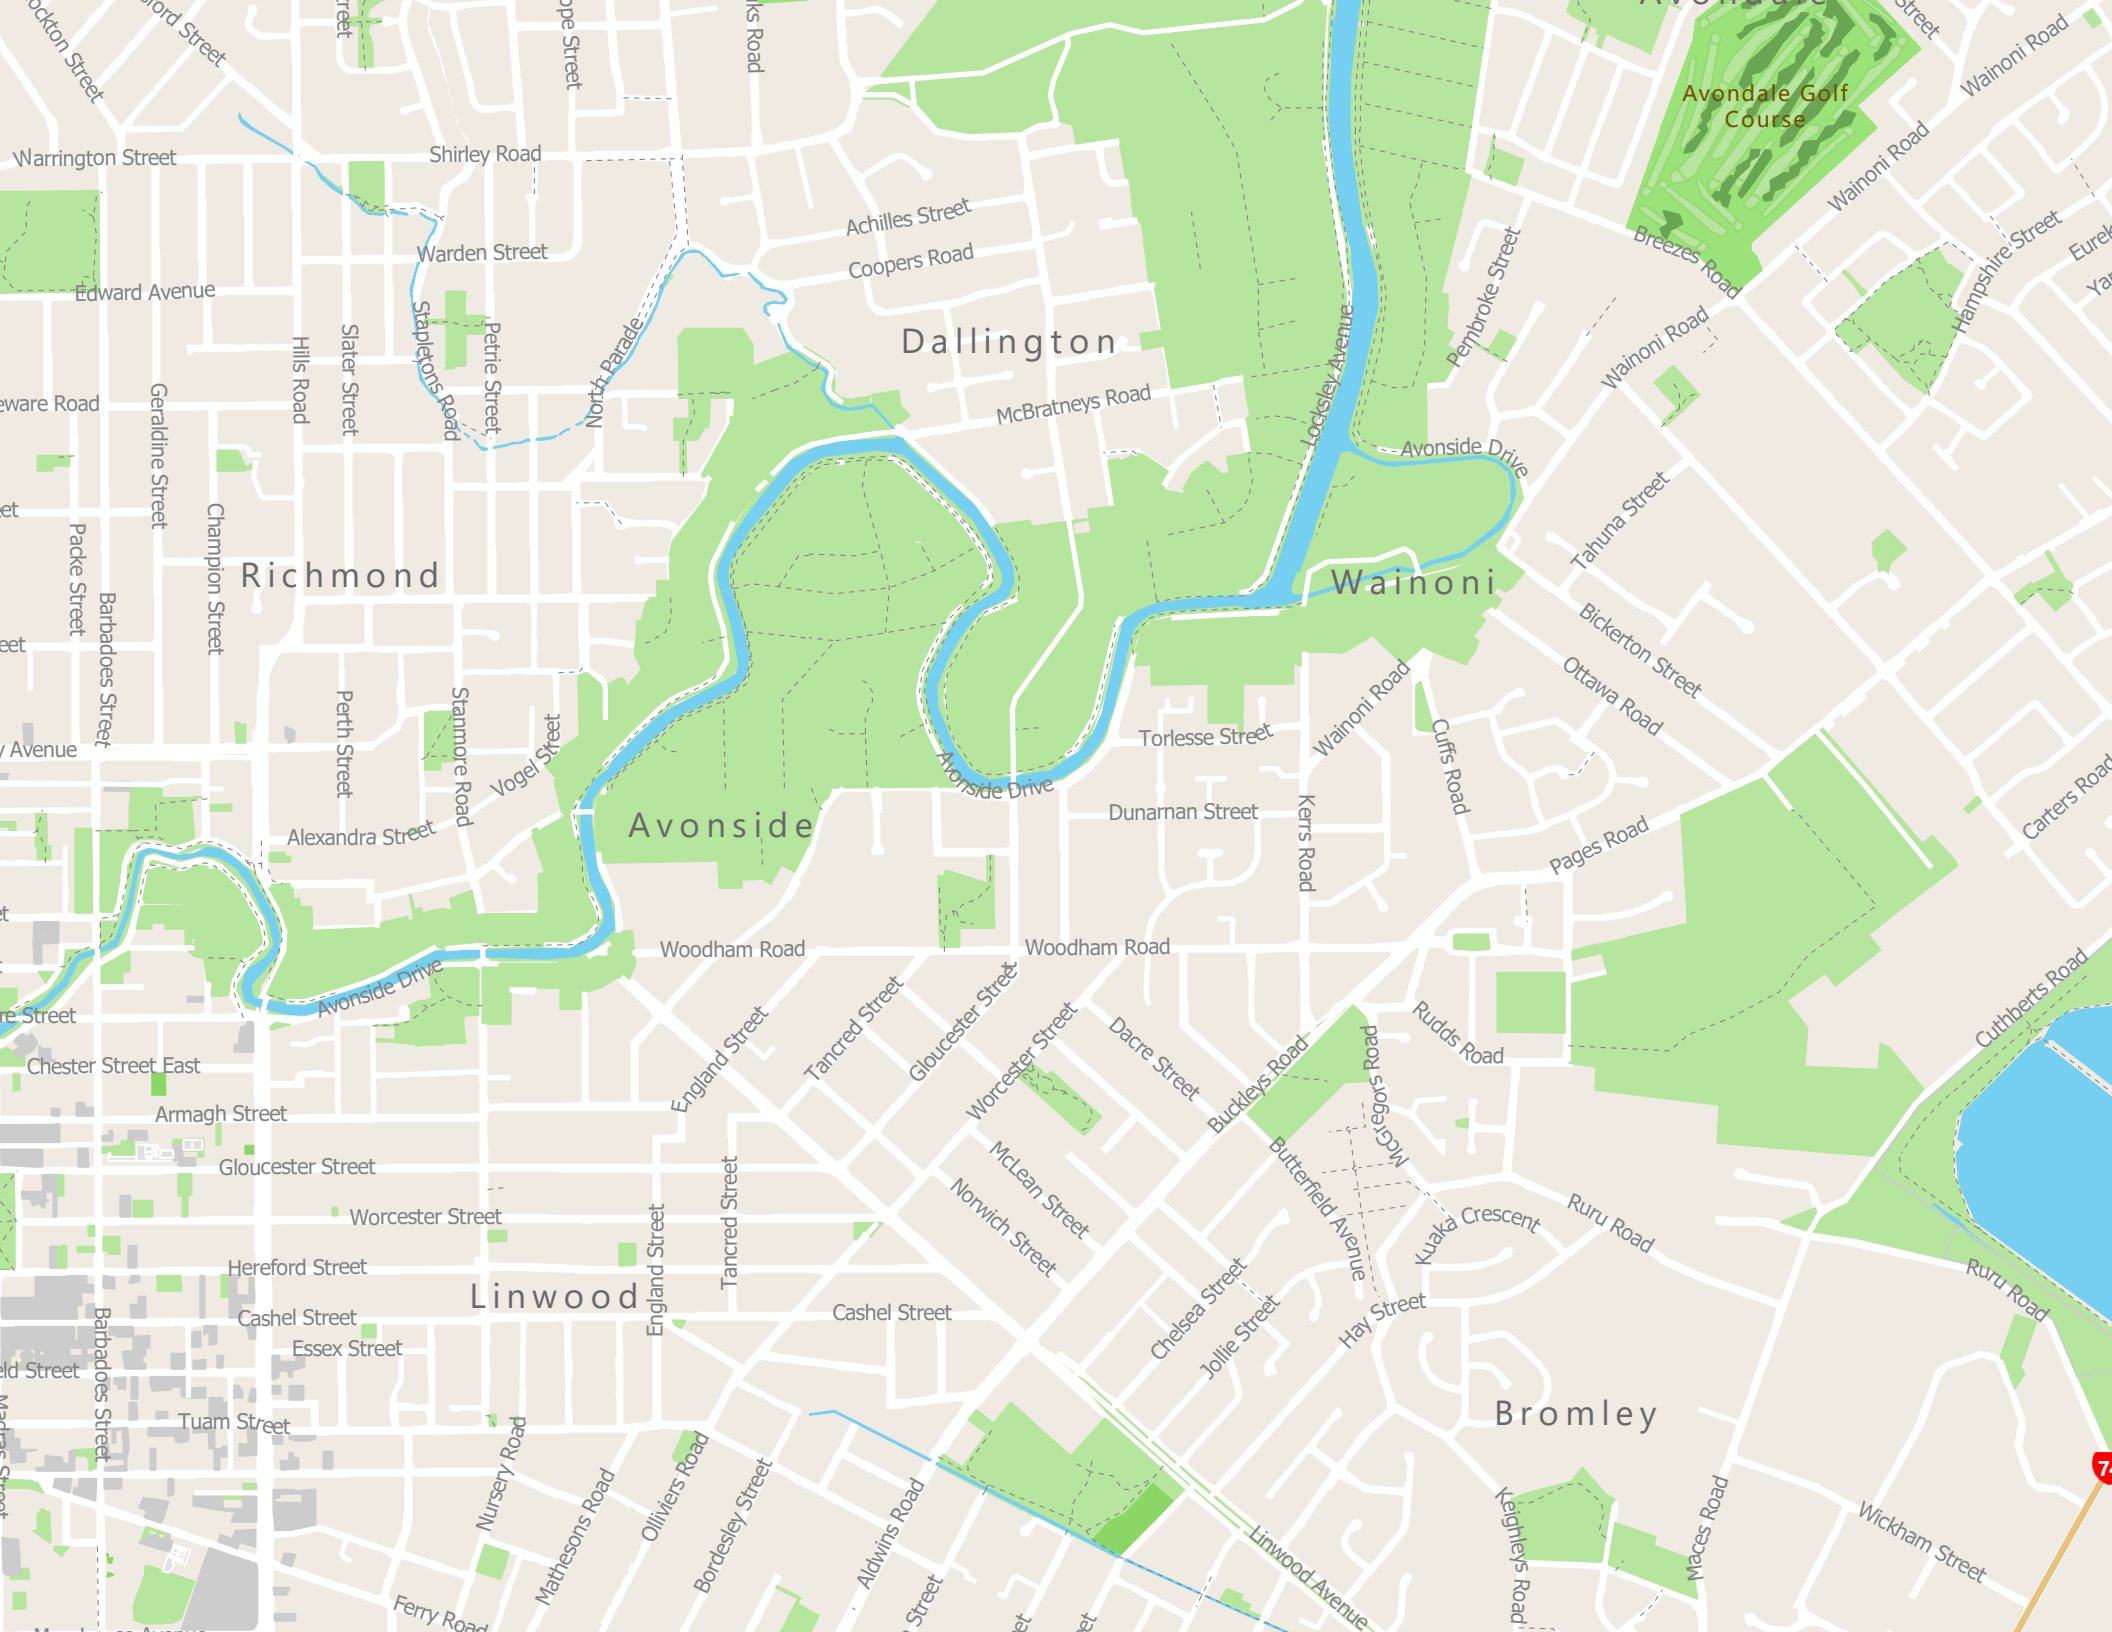 Avondale
Street
Wainoni Road
Avondale Golf
Course
Warrington Street
Shirley Road
Wainoni Road
Achilles Street
Warden Street
Coopers Road
Breezes Road
Hampshire Street
Pembroke Street
Edward Avenue
Stapletons Road
Petrie Street
Hills Road
Slater Street
North Parade
Dallington
Locksley Avenue
Wainoni Road
McBratneys Road
Geraldine Street
Avonside Drive
Champion Street
Packe Street
Tahuna Street
Richmond
Wainoni
Barbadoes Street
Bickerton Street
Ottawa Road
Perth Street
Stanmore Road
Vogel Street
Wainoni Road
Torlesse Street
Cuffs Road
Avonside Drive
Avenue
Carters Road
Dunarnan Street
Kerrs Road
Avonside
Alexandra Street
Pages Road
Woodham Road
Woodham Road
Cuthberts Road
Avonside Drive
Tancred Street
Gloucester Street
Worcester Street
England Street
Dacre Street
Rudds Road
Buckleys Road
McGregors Road
Chester Street East
Armagh Street
Gloucester Street
McLean Street
Butterfield Avenue
Norwich Street
Tancred Street
England Street
Worcester Street
Kuaka Crescent
Ruru Road
Hereford Street
Ruru Road
Linwood
Chelsea Street
Jollie Street
Hay Street
Cashel Street
Cashel Street
Essex Street
Barbadoes Street
Bromley
Tuam Street
Nursery Road
Mathesons Road
Olliviers Road
Bordesley Street
Aldwins Road
Keighleys Road
Maces Road
Wickham Street
Linwood Avenue
Ferry Road
Street